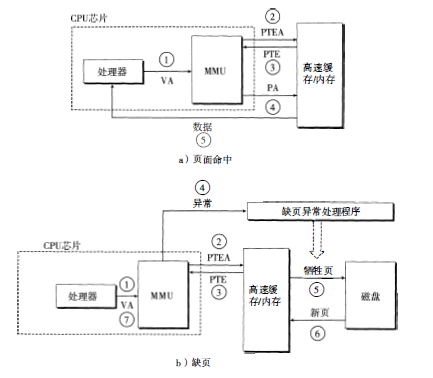 ②
CPU芯片
PTEA
①
PTE
处理器
MMU
③
高速缓
存/内存
VA
PA
④
数据
⑤
a）页面命中
④
异常
缺页异常处理程序
CPU芯片
②
PTEA
牺牲页
①
PTE
处理器
VA
MMU
③
高速缓
存/内存
⑤
磁盘
⑦
新页
⑥
b）缺页